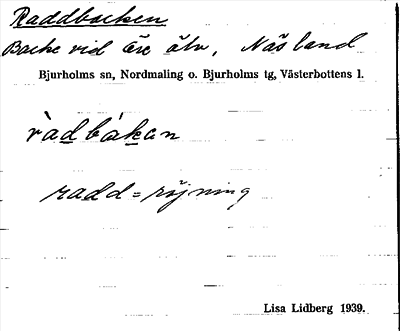 Raddbacken
Backe vid Öre älv, Näsland
Bjurholms sn, Nordmaling o. Bjurholms tg, Västerbottens l.
ràdbákan
radd = röjning
Lisa Lidberg 1939.